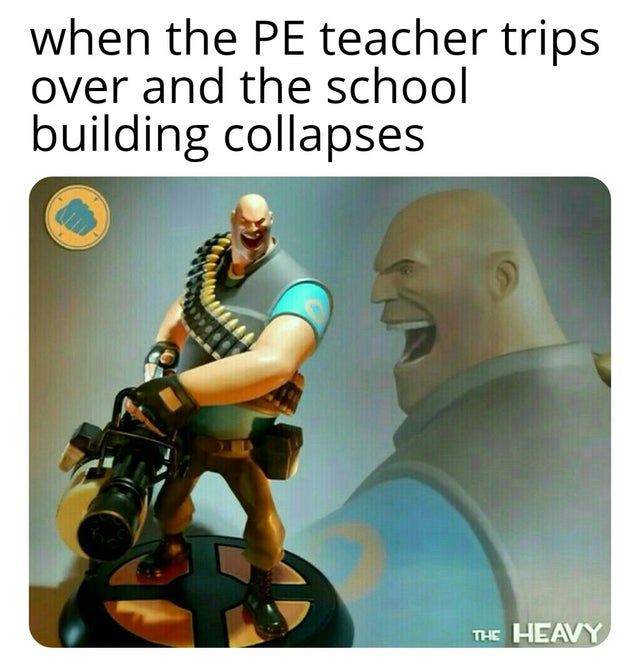 when the PE teacher trips
over and the school
building collapses
THE HEAVY